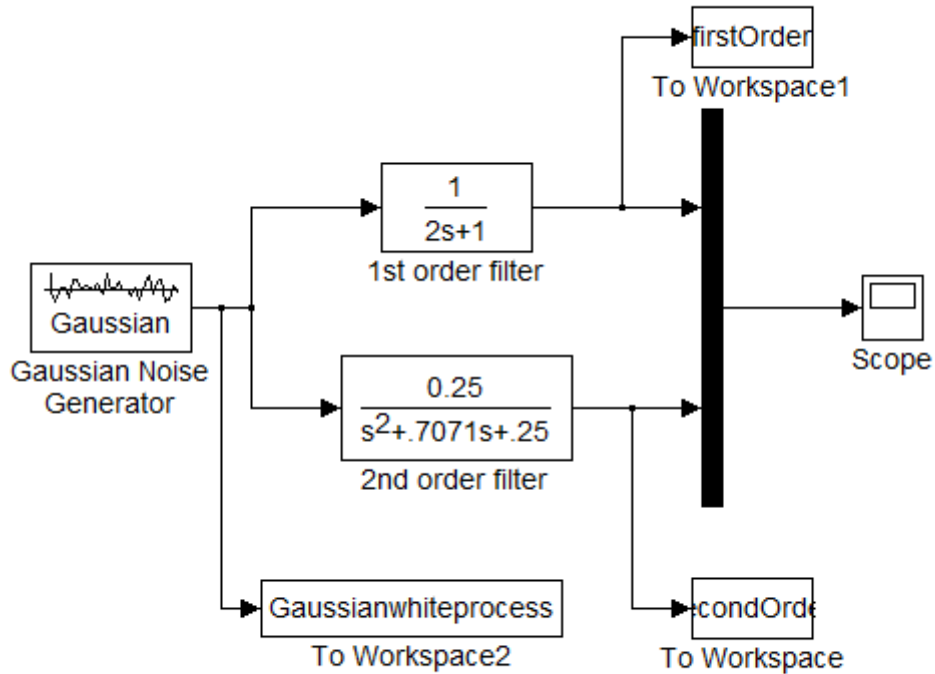 firstOrder
To Workspace1
1
2s+1
1st order filter
Gaussian
Gaussian Noise
Generator
Scope
0.25
s2+.7071s+.25
2nd order filter
Gaussianwhiteprocess
To Workspace2
econdOrde
To Workspace